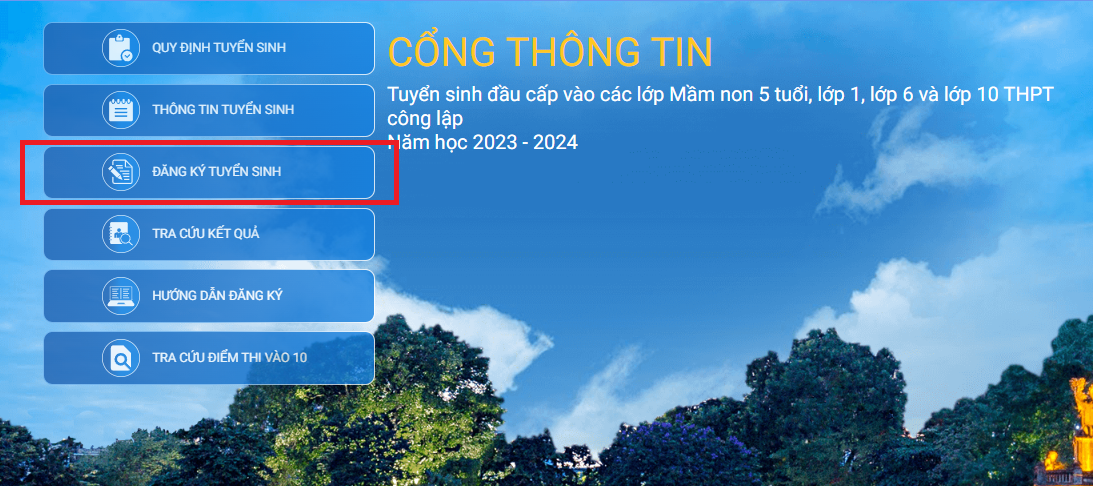 QUY ĐỊNH TUYỂN SINH
THÔNG TIN TUYỂN SINH
ĐĂNG KÝ TUYỂN SINH
TRA CỨU KẾT QUẢ
HƯỚNG DẪN ĐĂNG KÝ
TRA CỨU ĐIỂM THI VÀO 10
CỔNG THÔNG TIN
Tuyển sinh đầu cấp vào các lớp Mầm non 5 tuổi, lớp 1, lớp 6 và lớp 10 THPT
công lập
Năm học 2023 - 2024